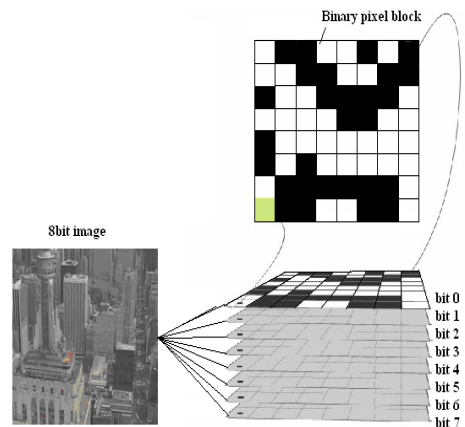 Binary pixel block
8bit image
bit 0
bit 1
bit 2
bit 3
bit 4
bit 5
bit 6
bit 7